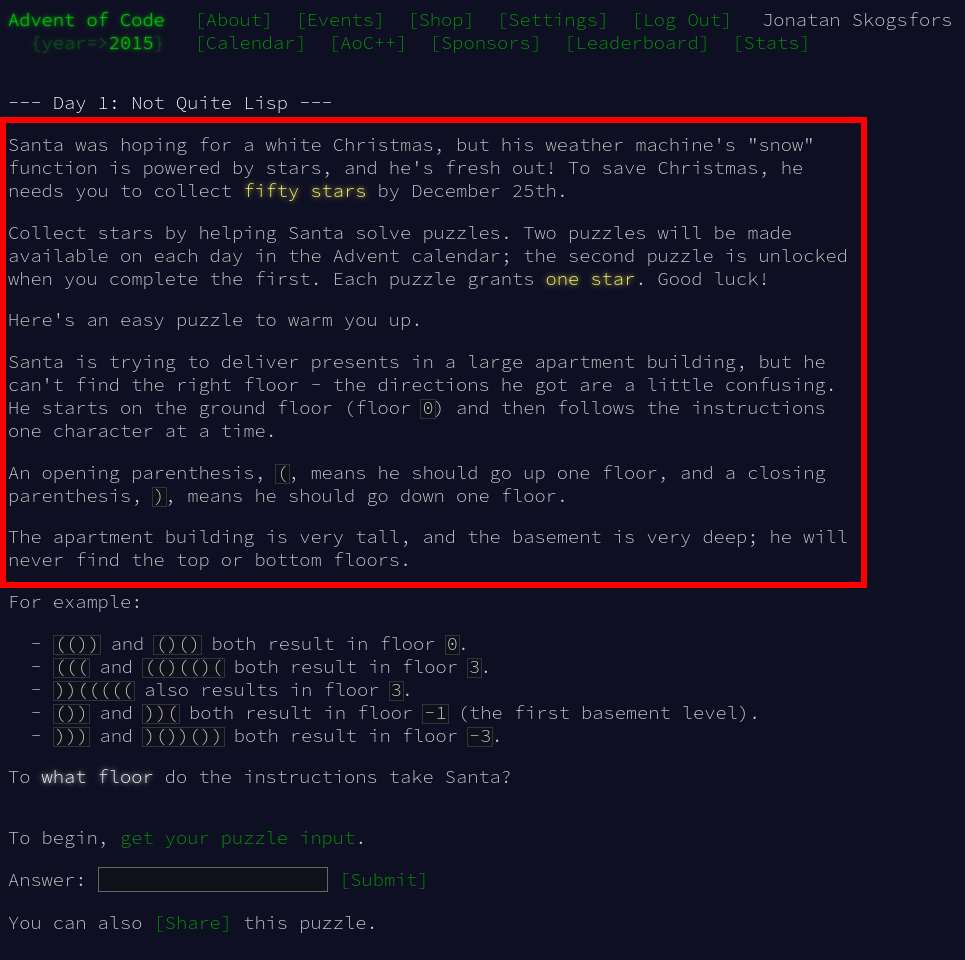 Advent of Code [About] [Events] [Shop] [Settings] [Log Out] Jonatan Skogsfors
{year=>2015} [Calendar] [AoC++] [Sponsors] [Leaderboard] [Stats]
--- Day 1: Not Quite Lisp ---
Santa was hoping for a white Christmas, but his weather machine's "snow"
function is powered by stars, and he's fresh out! To save Christmas, he
needs you to collect fifty stars by December 25th.
Collect stars by helping Santa solve puzzles. Two puzzles will be made
available on each day in the Advent calendar; the second puzzle is unlocked
when you complete the first. Each puzzle grants one star. Good luck!
Here's an easy puzzle to warm you up.
Santa is trying to deliver presents in a large apartment building, but he
can't find the right floor - the directions he got are a little confusing.
He starts on the ground floor (floor 0) and then follows the instructions
one character at a time.
An opening parenthesis, (, means he should go up one floor, and a closing
parenthesis, ), means he should go down one floor.
The apartment building is very tall, and the basement is very deep; he will
never find the top or bottom floors.
For example:
- (()) and ()() both result in floor 0.
- ((( and (()(()( both result in floor 3.
- ))((((( also results in floor 3.
- ()) and ))( both result in floor -1 (the first basement level).
- ))) and )())()) both result in floor -3.
To what floor do the instructions take Santa?
To begin, get your puzzle input.
Answer: [Submit]
You can also [Share] this puzzle.